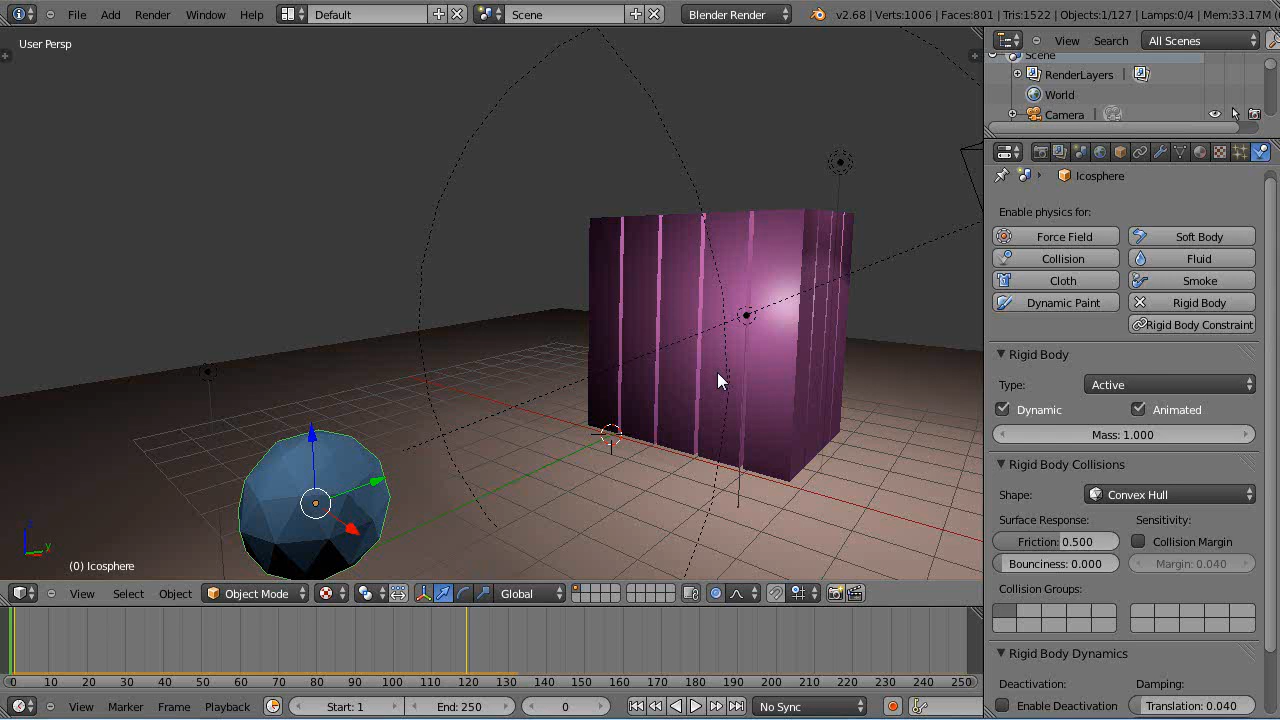 File Add Render Window Help Default Scene Blender Render v2.68 | Verts:1006 | Faces:801 | Tris:1522 | Objects:1/127 | Lamps:0/4 | Mem:33.17M
User Persp
View Search All Scenes
Scene
RenderLayers
World
Camera
Icosphere
Enable physics for:
Force Field Soft Body
Collision Fluid
Cloth Smoke
Dynamic Paint Rigid Body
Rigid Body Constraint
Rigid Body
Type: Active
Dynamic Animated
Mass: 1.000
Rigid Body Collisions
Shape: Convex Hull
Surface Response: Sensitivity:
Friction: 0.500 Collision Margin
Bounciness: 0.000 Margin: 0.040
Collision Groups:
Rigid Body Dynamics
Deactivation: Damping:
Enable Deactivation Translation: 0.040
z
y
(0) Icosphere
View Select Object Object Mode Global
0 10 20 30 40 50 60 70 80 90 100 110 120 130 140 150 160 170 180 190 200 210 220 230 240 250
View Marker Frame Playback Start: 1 End: 250 0 No Sync